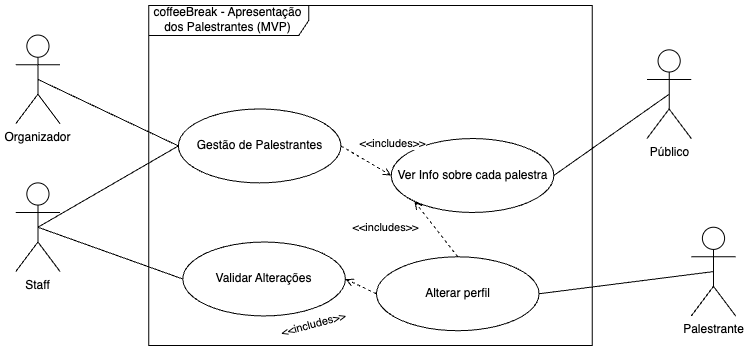 coffeeBreak - Apresentação
dos Palestrantes (MVP)
Organizador
Gestão de Palestrantes
<<includes>>
Ver Info sobre cada palestra
Público
<<includes>>
Staff
Validar Alterações
<<includes>>
Alterar perfil
Palestrante